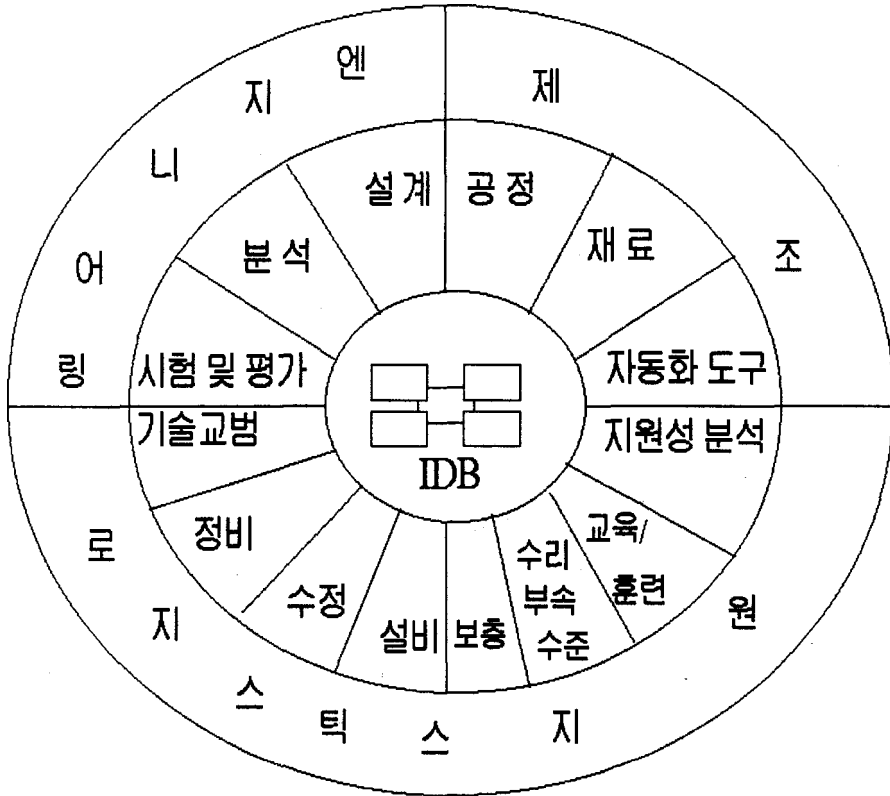 엔지니어링
제조
로지스틱스 지원
설 계
분 석
시험 및 평가
공 정
재 료
자동화 도구
기술교범
정비
수정
설비
보층
수리
부속
수준
교육/
훈련
지원성 분석
IDB